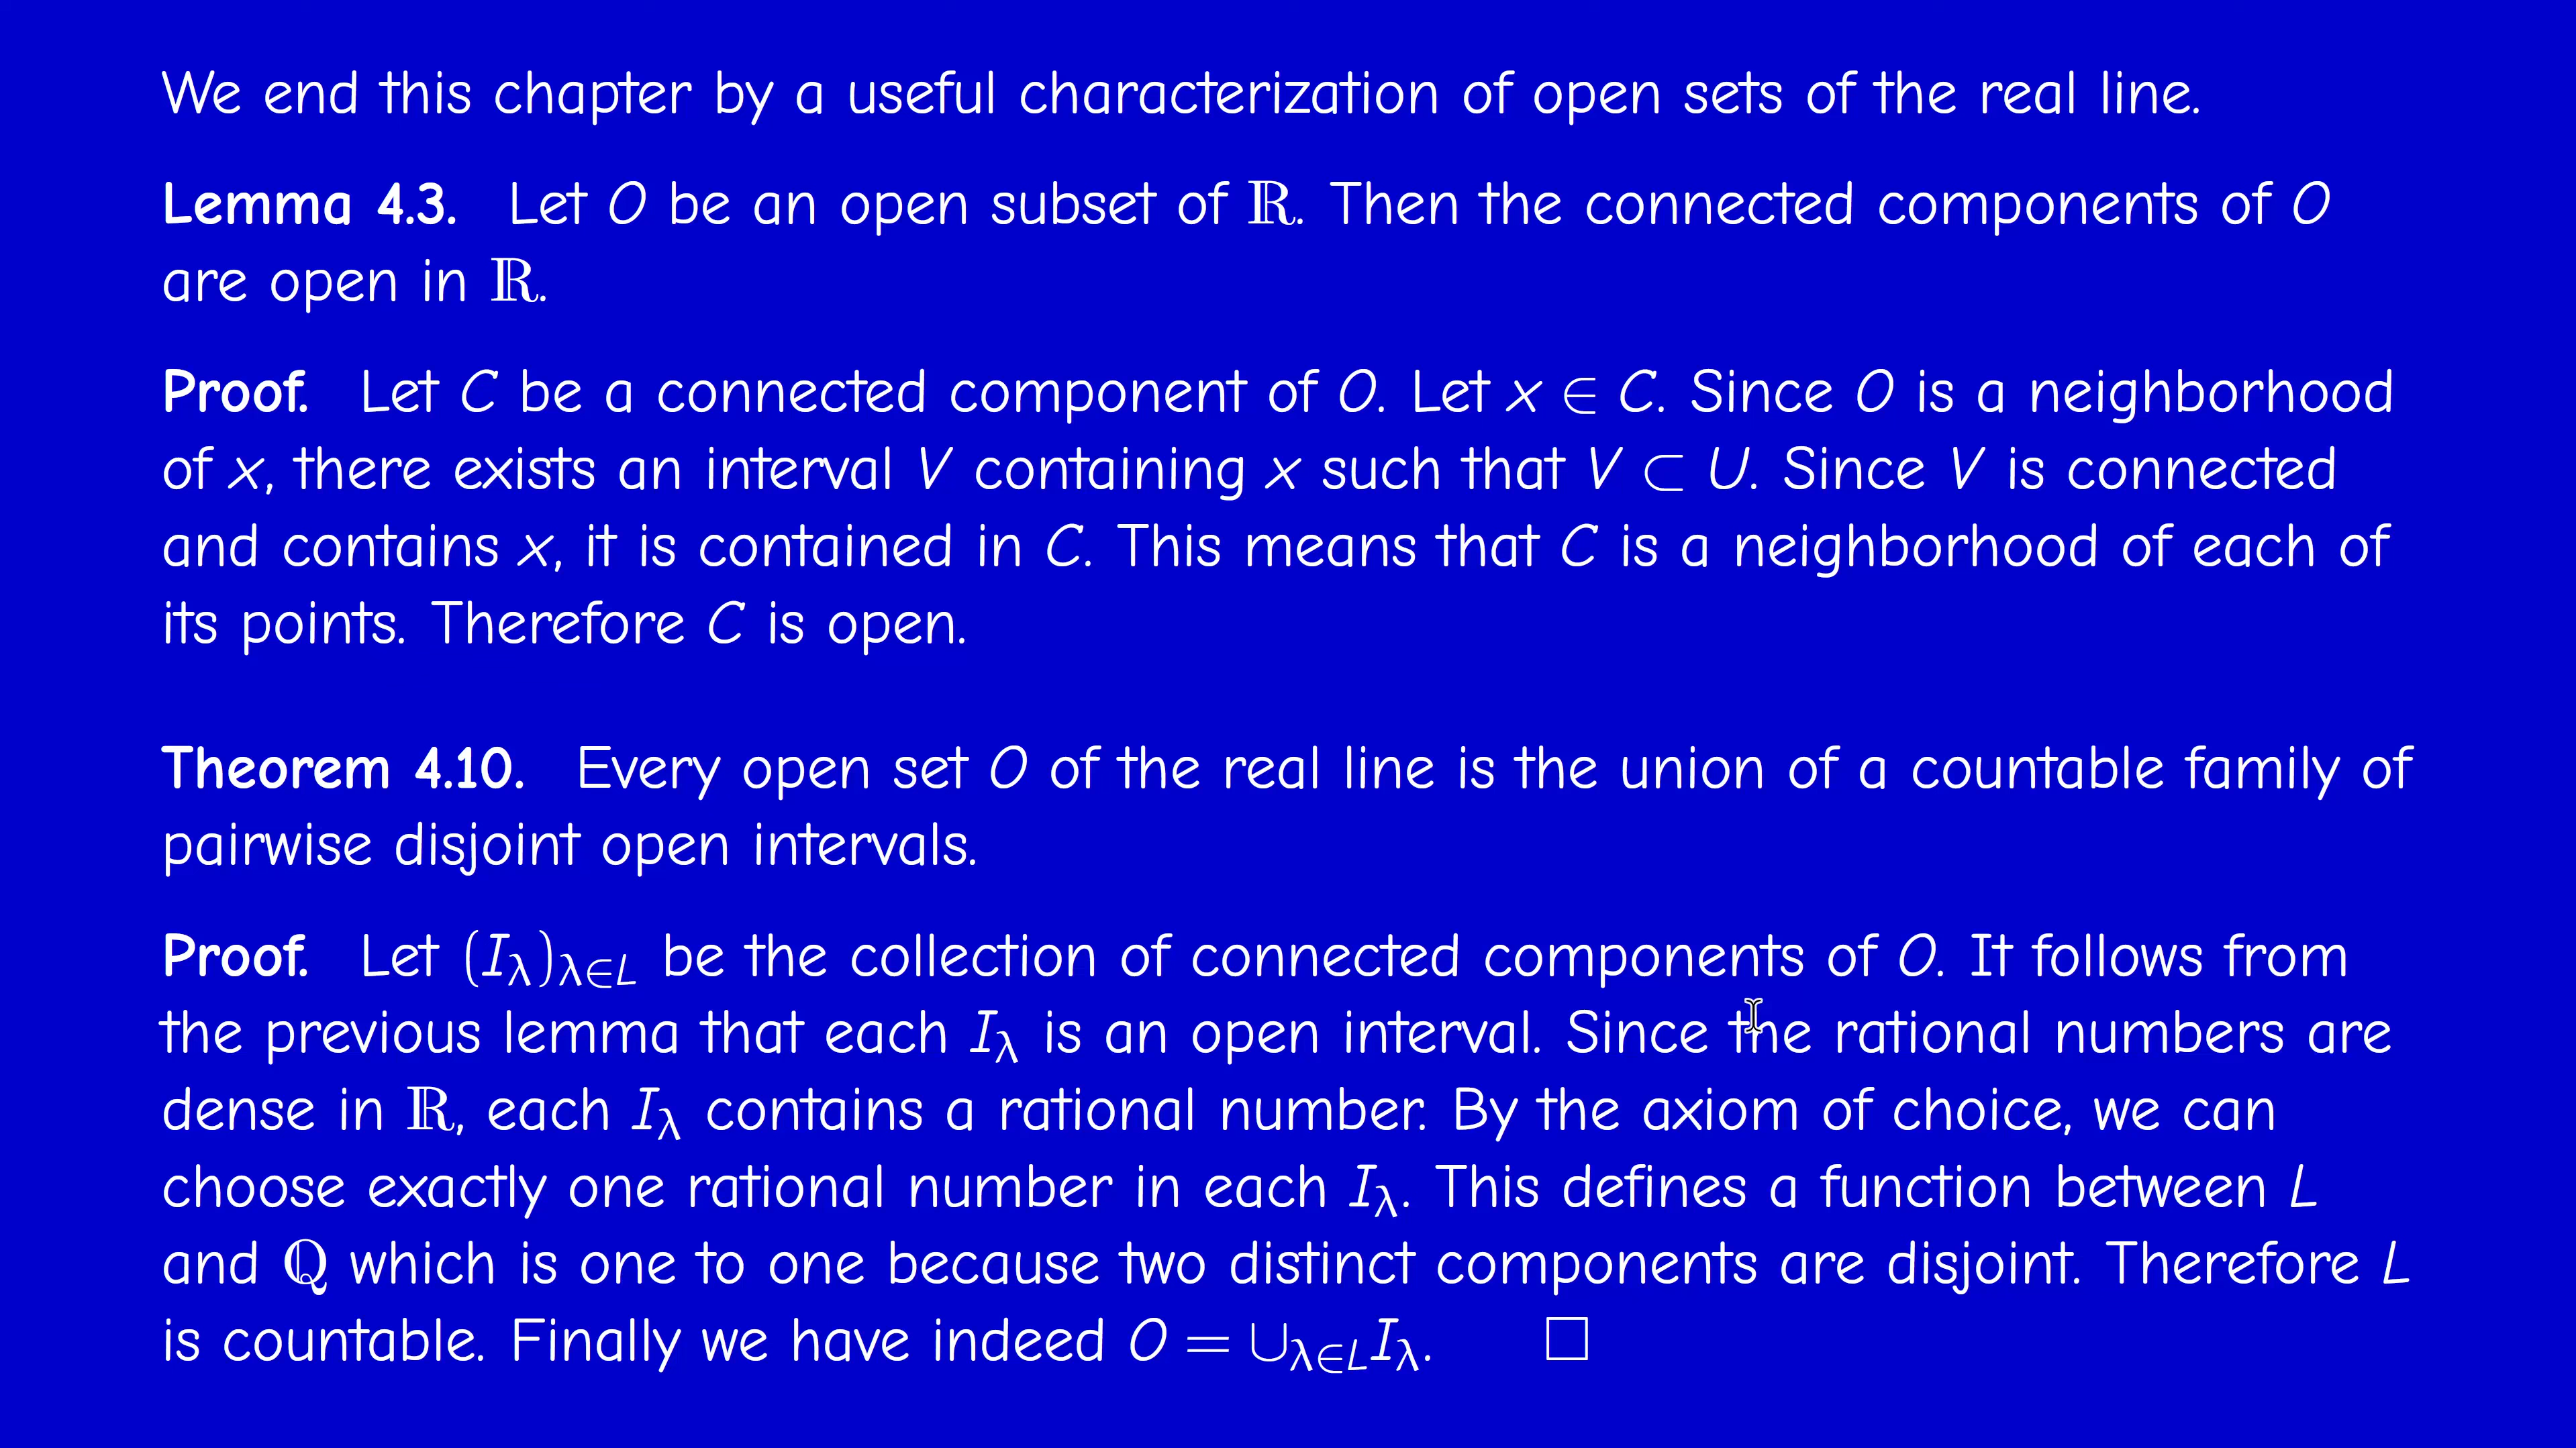 We end this chapter by a useful characterization of open sets of the real line.
Lemma 4.3. Let O be an open subset of ℝ. Then the connected components of O
are open in ℝ.
Proof. Let C be a connected component of O. Let x ∈ C. Since O is a neighborhood
of x, there exists an interval V containing x such that V ⊂ U. Since V is connected
and contains x, it is contained in C. This means that C is a neighborhood of each of
its points. Therefore C is open.
Theorem 4.10. Every open set O of the real line is the union of a countable family of
pairwise disjoint open intervals.
Proof. Let (I_λ)_{λ∈L} be the collection of connected components of O. It follows from
the previous lemma that each I_λ is an open interval. Since the rational numbers are
dense in ℝ, each I_λ contains a rational number. By the axiom of choice, we can
choose exactly one rational number in each I_λ. This defines a function between L
and ℚ which is one to one because two distinct components are disjoint. Therefore L
is countable. Finally we have indeed O = ∪_{λ∈L} I_λ. □